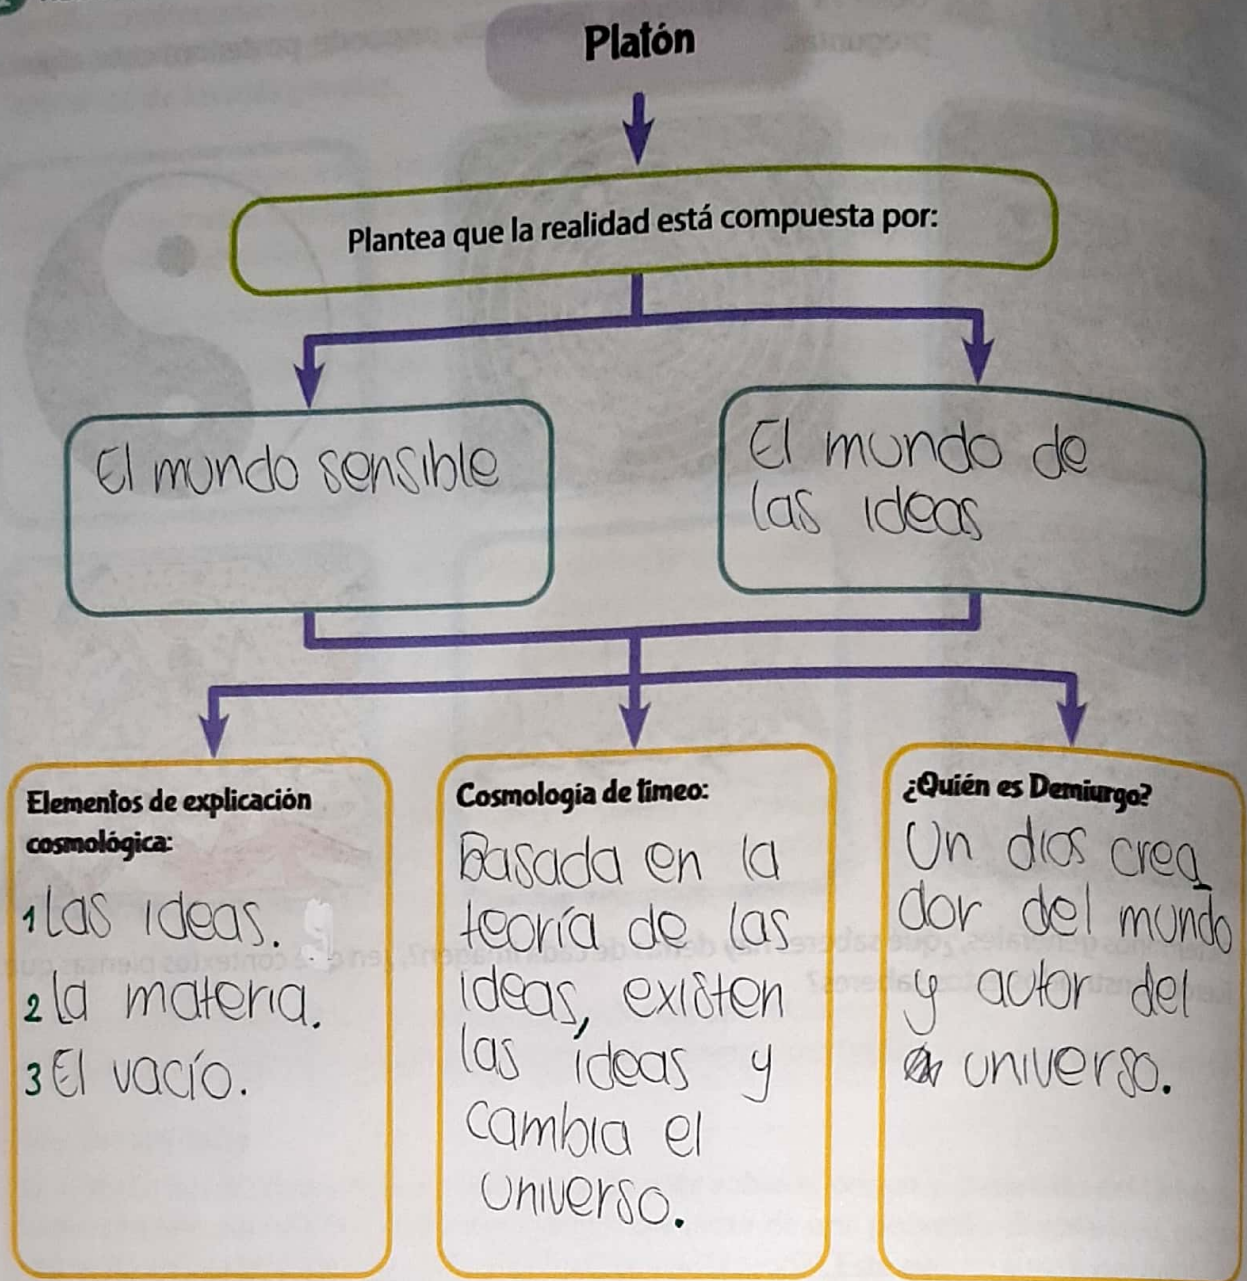 Platón
Plantea que la realidad está compuesta por:
El mundo sensible
El mundo de
las ideas
Elementos de explicación
cosmológica:
1 las ideas.
2 la materia.
3 El vacío.
Cosmologia de timeo:
Basada en la
teoría de las
ideas, existen
las ideas y
cambia el
universo.
¿Quién es Demiurgo?
Un dios crea
dor del mundo
y autor del
universo.